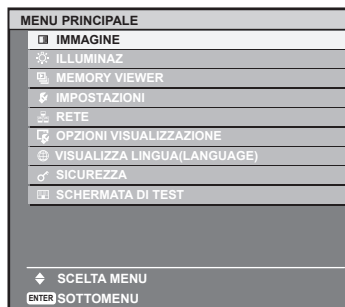 MENU PRINCIPALE
IMMAGINE
ILLUMINAZ
MEMORY VIEWER
IMPOSTAZIONI
RETE
OPZIONI VISUALIZZAZIONE
VISUALIZZA LINGUA(LANGUAGE)
SICUREZZA
SCHERMATA DI TEST
SCELTA MENU
ENTER SOTTOMENU